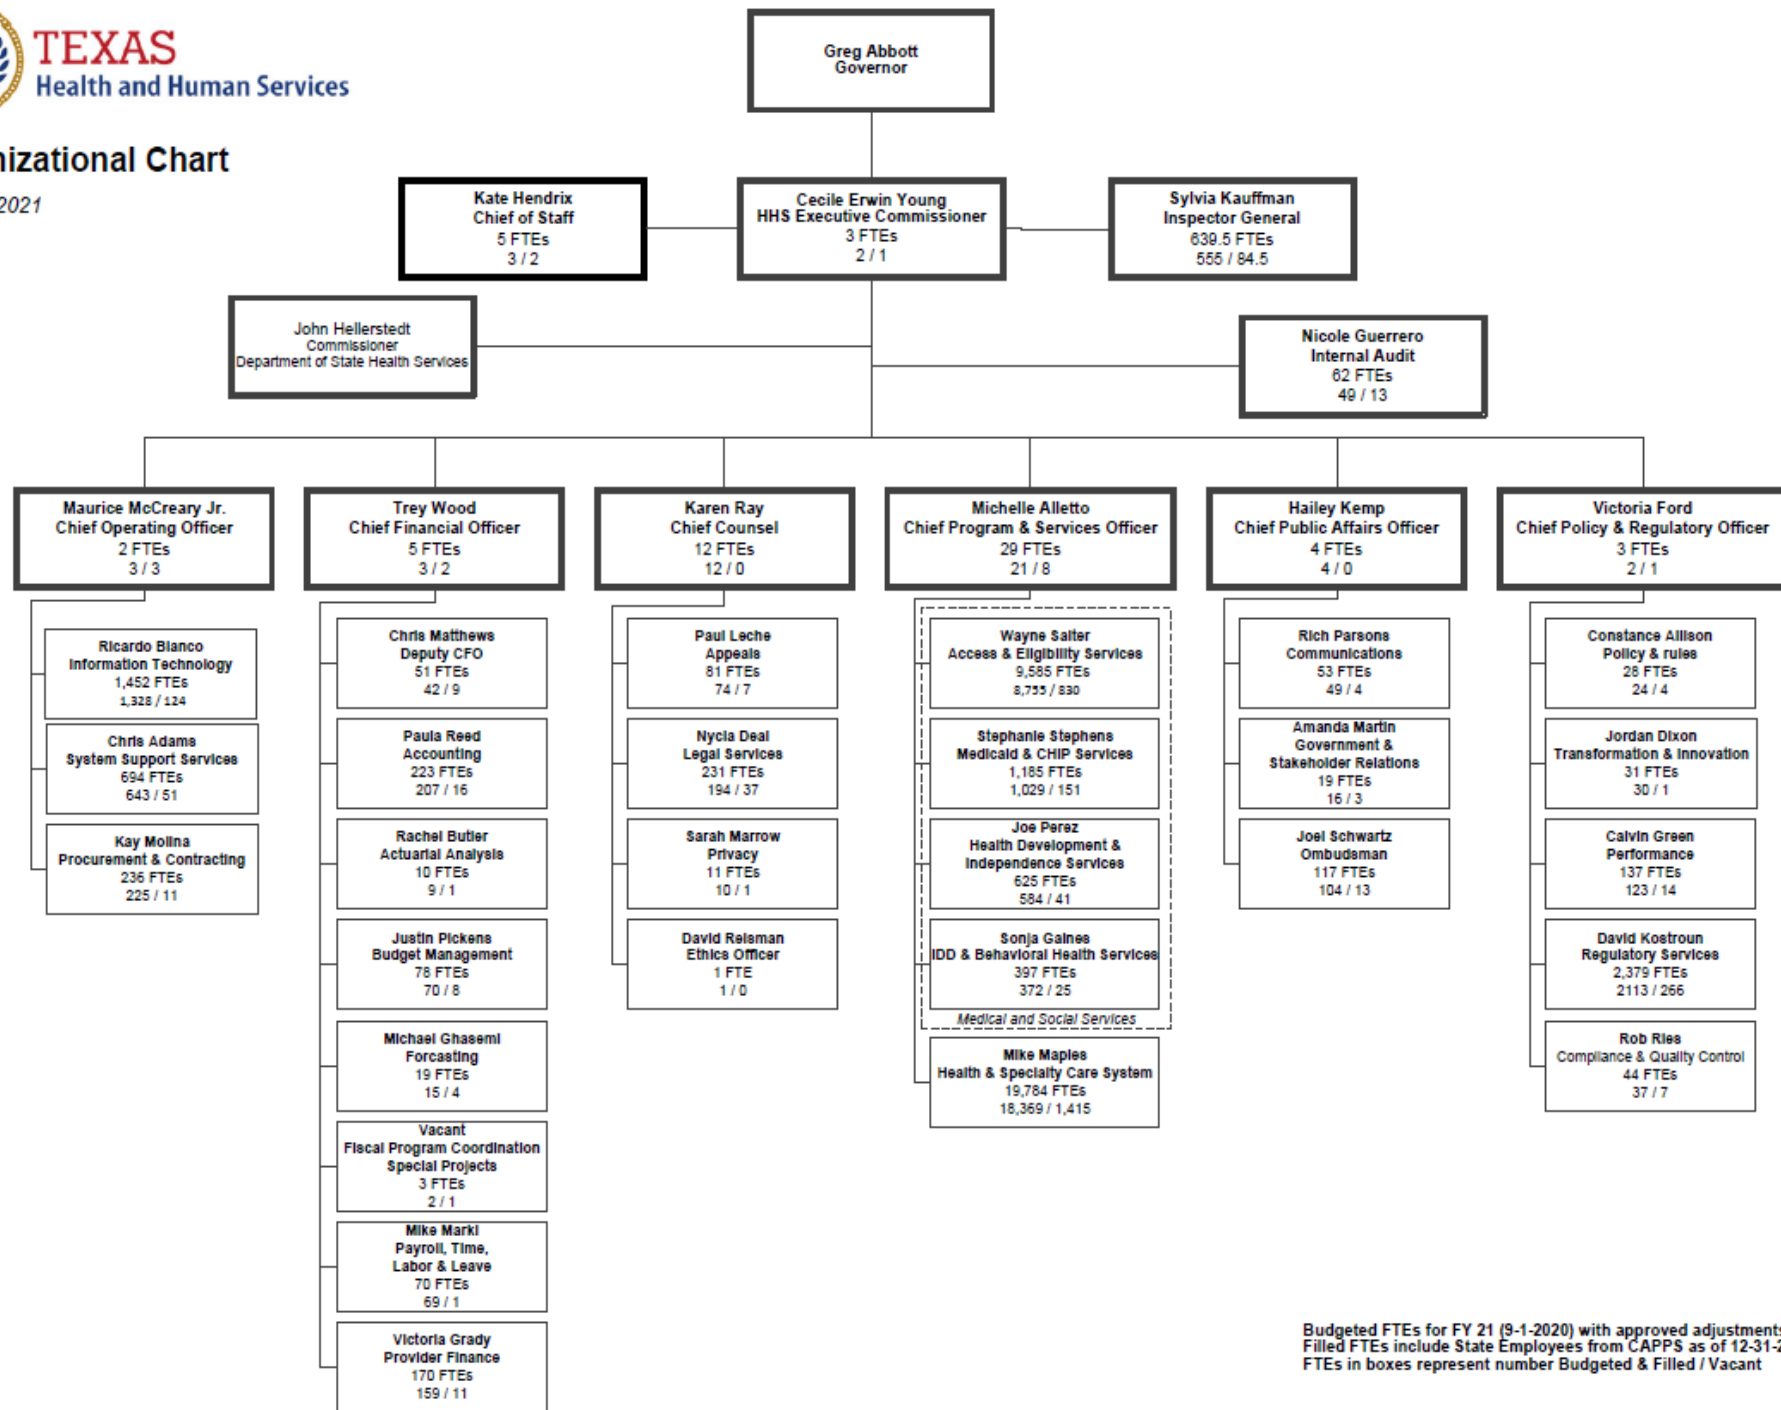 TEXAS
Health and Human Services
nizational Chart
2021
Greg Abbott
Governor
Kate Hendrix
Chief of Staff
5 FTEs
3 / 2
Cecile Erwin Young
HHS Executive Commissioner
3 FTEs
2 / 1
Sylvia Kauffman
Inspector General
639.5 FTEs
555 / 84.5
John Hellerstedt
Commissioner
Department of State Health Services
Nicole Guerrero
Internal Audit
62 FTEs
49 / 13
Maurice McCreary Jr.
Chief Operating Officer
2 FTEs
3 / 3
Trey Wood
Chief Financial Officer
5 FTEs
3 / 2
Karen Ray
Chief Counsel
12 FTEs
12 / 0
Michelle Alletto
Chief Program & Services Officer
29 FTEs
21 / 8
Hailey Kemp
Chief Public Affairs Officer
4 FTEs
4 / 0
Victoria Ford
Chief Policy & Regulatory Officer
3 FTEs
2 / 1
Ricardo Blanco
Information Technology
1,452 FTEs
1,328 / 124
Chris Adams
System Support Services
694 FTEs
643 / 51
Kay Molina
Procurement & Contracting
236 FTEs
225 / 11
Chris Matthews
Deputy CFO
51 FTEs
42 / 9
Paula Reed
Accounting
223 FTEs
207 / 16
Rachel Butler
Actuarial Analysis
10 FTEs
9 / 1
Justin Pickens
Budget Management
78 FTEs
70 / 8
Michael Ghasemi
Forcasting
19 FTEs
15 / 4
Vacant
Fiscal Program Coordination
Special Projects
3 FTEs
2 / 1
Mike Markl
Payroll, Time,
Labor & Leave
70 FTEs
69 / 1
Victoria Grady
Provider Finance
170 FTEs
159 / 11
Paul Leche
Appeals
81 FTEs
74 / 7
Nycia Deal
Legal Services
231 FTEs
194 / 37
Sarah Marrow
Privacy
11 FTEs
10 / 1
David Reisman
Ethics Officer
1 FTE
1 / 0
Wayne Salter
Access & Eligibility Services
9,585 FTEs
8,755 / 830
Stephanie Stephens
Medicaid & CHIP Services
1,185 FTEs
1,029 / 151
Joe Perez
Health Development &
Independence Services
625 FTEs
584 / 41
Sonja Gaines
IDD & Behavioral Health Services
397 FTEs
372 / 25
Medical and Social Services
Mike Maples
Health & Specialty Care System
19,784 FTEs
18,369 / 1,415
Rich Parsons
Communications
53 FTEs
49 / 4
Amanda Martin
Government &
Stakeholder Relations
19 FTEs
16 / 3
Joel Schwartz
Ombudsman
117 FTEs
104 / 13
Constance Allison
Policy & rules
28 FTEs
24 / 4
Jordan Dixon
Transformation & Innovation
31 FTEs
30 / 1
Calvin Green
Performance
137 FTEs
123 / 14
David Kostroun
Regulatory Services
2,379 FTEs
2113 / 266
Rob Ries
Compliance & Quality Control
44 FTEs
37 / 7
Budgeted FTEs for FY 21 (9-1-2020) with approved adjustments
Filled FTEs include State Employees from CAPPS as of 12-31-2
FTEs in boxes represent number Budgeted & Filled / Vacant